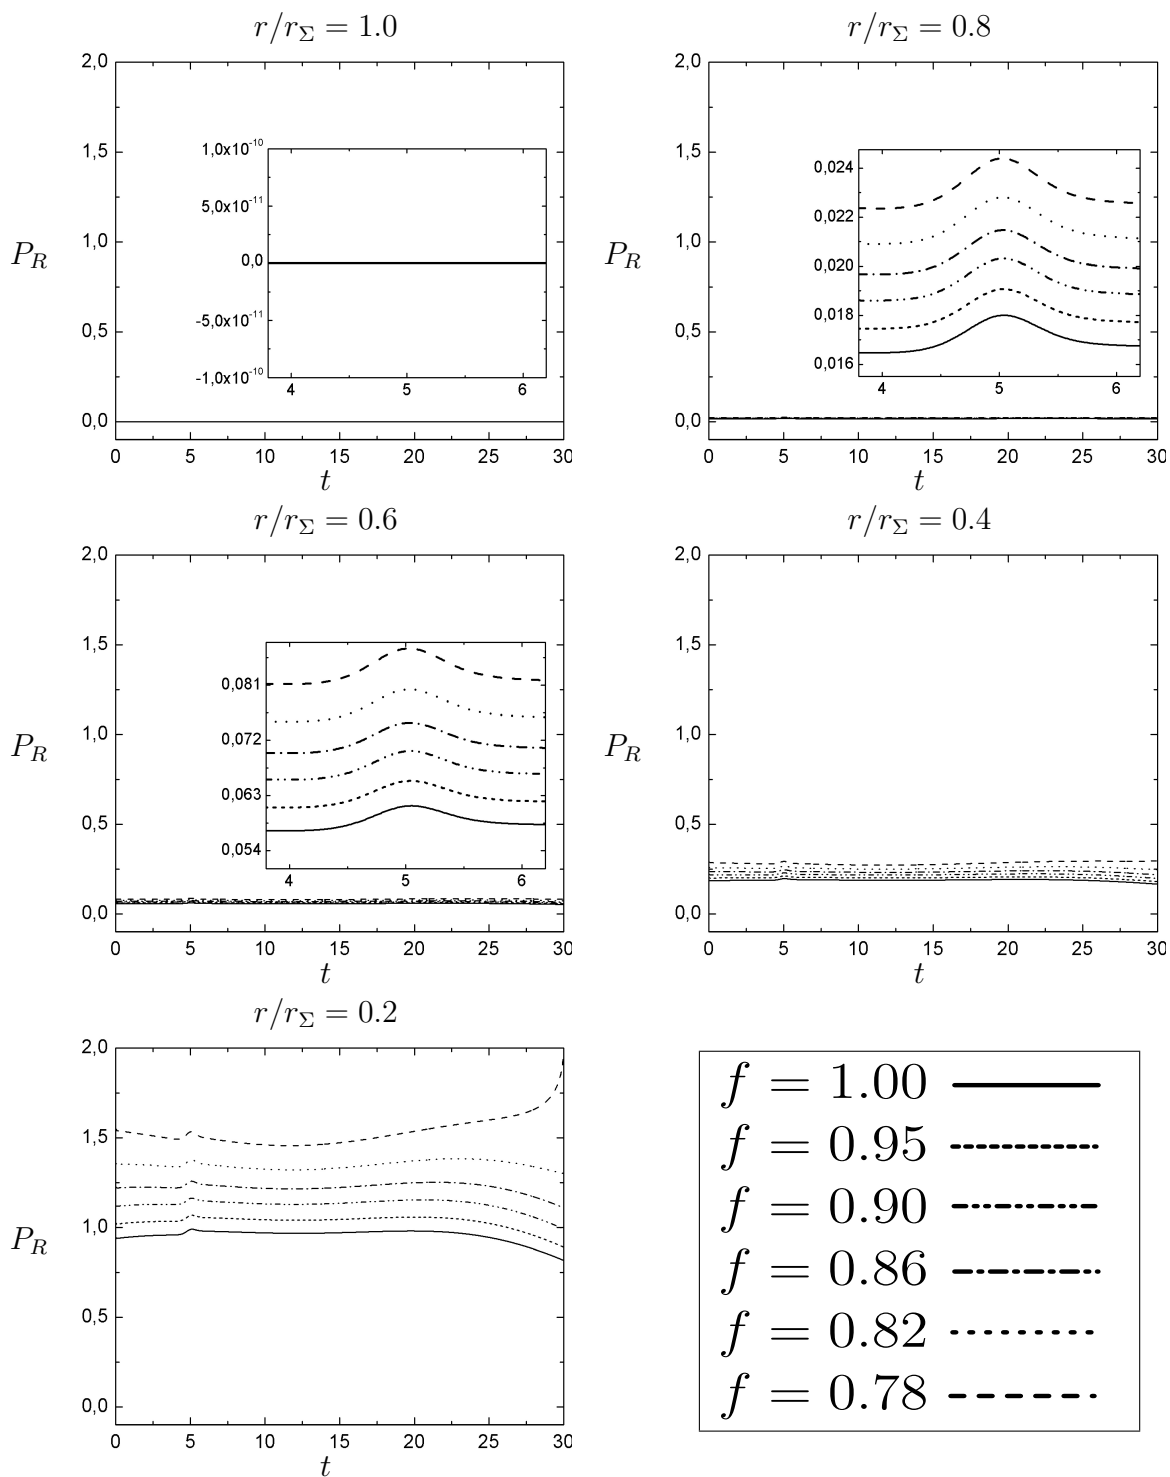 r/r_Σ = 1.0
2,0
1,5
1,0
0,5
0,0
P_R
1,0x10^-10
5,0x10^-11
0,0
-5,0x10^-11
-1,0x10^-10
4 5 6
0 5 10 15 20 25 30
t
r/r_Σ = 0.8
2,0
1,5
1,0
0,5
0,0
P_R
0,024
0,022
0,020
0,018
0,016
4 5 6
0 5 10 15 20 25 30
t
r/r_Σ = 0.6
2,0
1,5
1,0
0,5
0,0
P_R
0,081
0,072
0,063
0,054
4 5 6
0 5 10 15 20 25 30
t
r/r_Σ = 0.4
2,0
1,5
1,0
0,5
0,0
P_R
0 5 10 15 20 25 30
t
r/r_Σ = 0.2
2,0
1,5
1,0
0,5
0,0
P_R
0 5 10 15 20 25 30
t
f = 1.00
f = 0.95
f = 0.90
f = 0.86
f = 0.82
f = 0.78